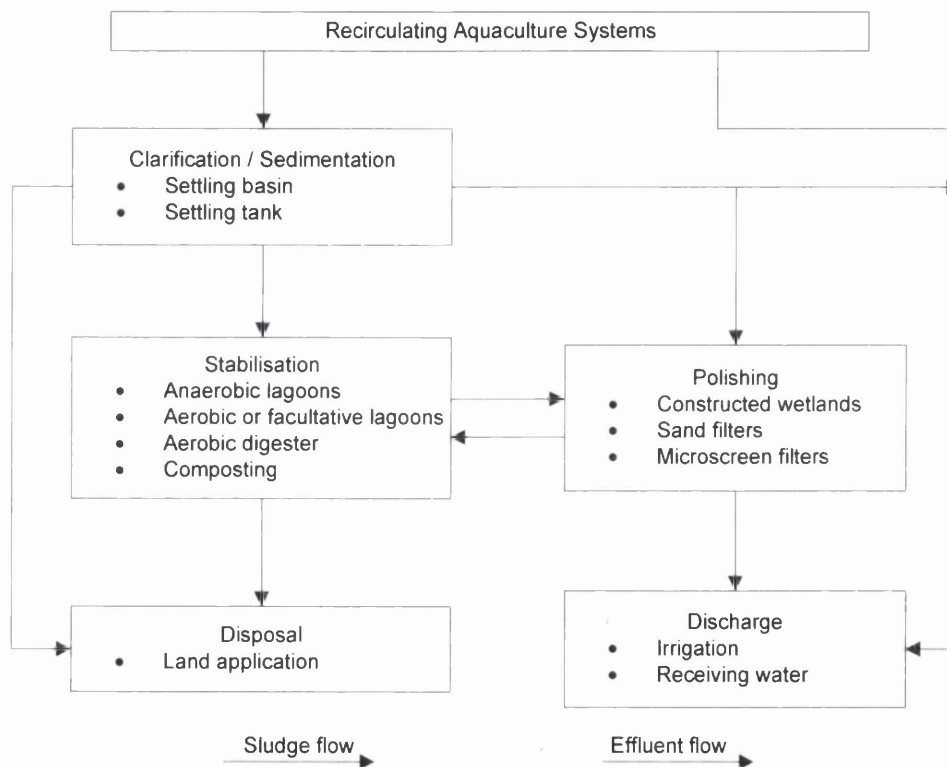 Recirculating Aquaculture Systems
Clarification / Sedimentation
• Settling basin
• Settling tank
Stabilisation
• Anaerobic lagoons
• Aerobic or facultative lagoons
• Aerobic digester
• Composting
Polishing
• Constructed wetlands
• Sand filters
• Microscreen filters
Disposal
• Land application
Discharge
• Irrigation
• Receiving water
Sludge flow
Effluent flow